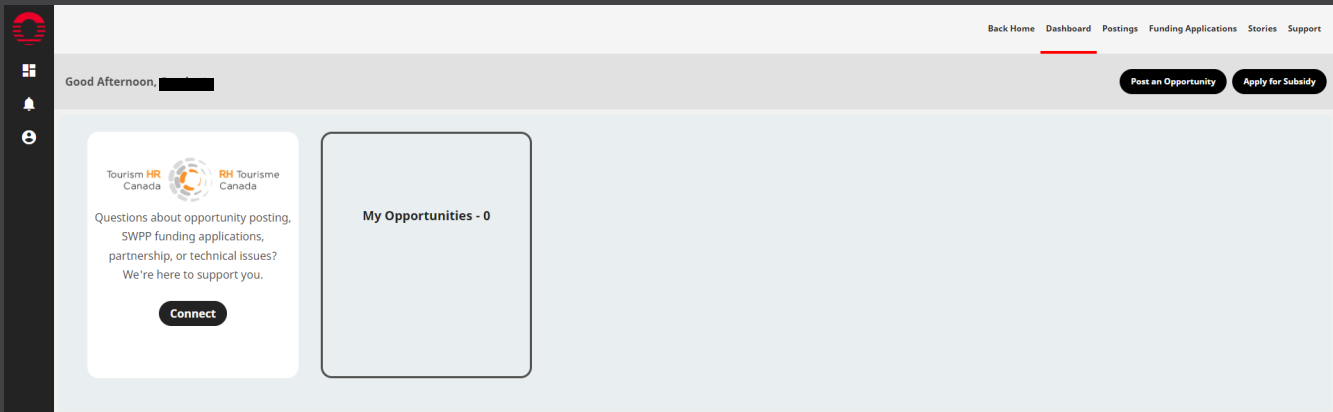 Back Home Dashboard Postings Funding Applications Stories Support
Good Afternoon,
Post an Opportunity Apply for Subsidy
Tourism HR Canada RH Tourisme Canada
Questions about opportunity posting,
SWPP funding applications,
partnership, or technical issues?
We're here to support you.
Connect
My Opportunities - 0